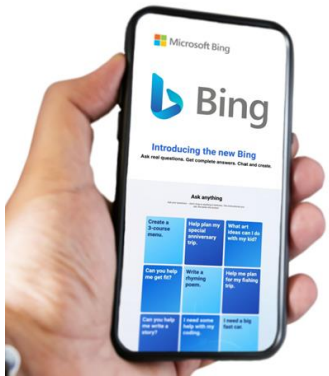 Microsoft Bing
Bing
Introducing the new Bing
Ask real questions. Get complete answers. Chat and create.
Ask anything
Create a
3-course
menu.
Help plan my
special
anniversary
trip.
What art
ideas can I do
with my kid?
Can you help
me get fit?
Write a
rhyming
poem.
Help me plan
for my fishing
trip.
Can you help
me write a
story?
I need some
help with my
coding.
I need a big
fast car